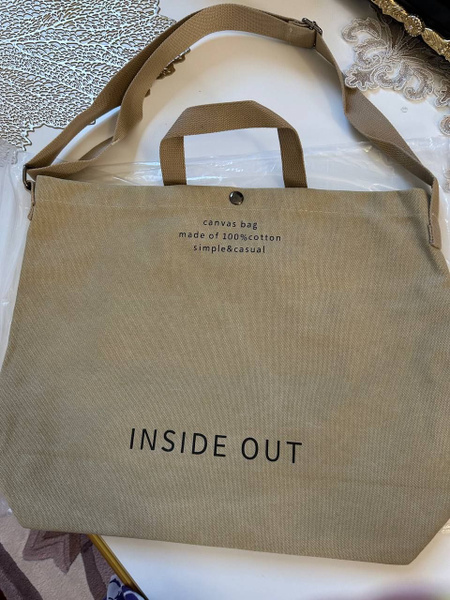 canvas bag
made of 100%cotton
simple&casual
INSIDE OUT